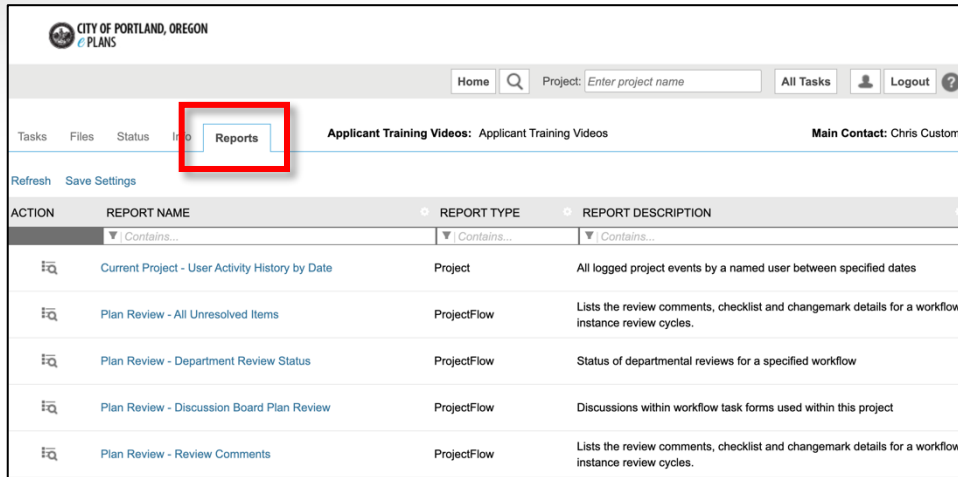 CITY OF PORTLAND, OREGON
e PLANS
Home Project: Enter project name All Tasks Logout ?
Tasks Files Status Info Reports Applicant Training Videos: Applicant Training Videos Main Contact: Chris Custom
Refresh Save Settings
ACTION REPORT NAME REPORT TYPE REPORT DESCRIPTION
Contains... Contains... Contains...
Current Project - User Activity History by Date Project All logged project events by a named user between specified dates
Plan Review - All Unresolved Items ProjectFlow Lists the review comments, checklist and changemark details for a workflow
instance review cycles.
Plan Review - Department Review Status ProjectFlow Status of departmental reviews for a specified workflow
Plan Review - Discussion Board Plan Review ProjectFlow Discussions within workflow task forms used within this project
Plan Review - Review Comments ProjectFlow Lists the review comments, checklist and changemark details for a workflow
instance review cycles.